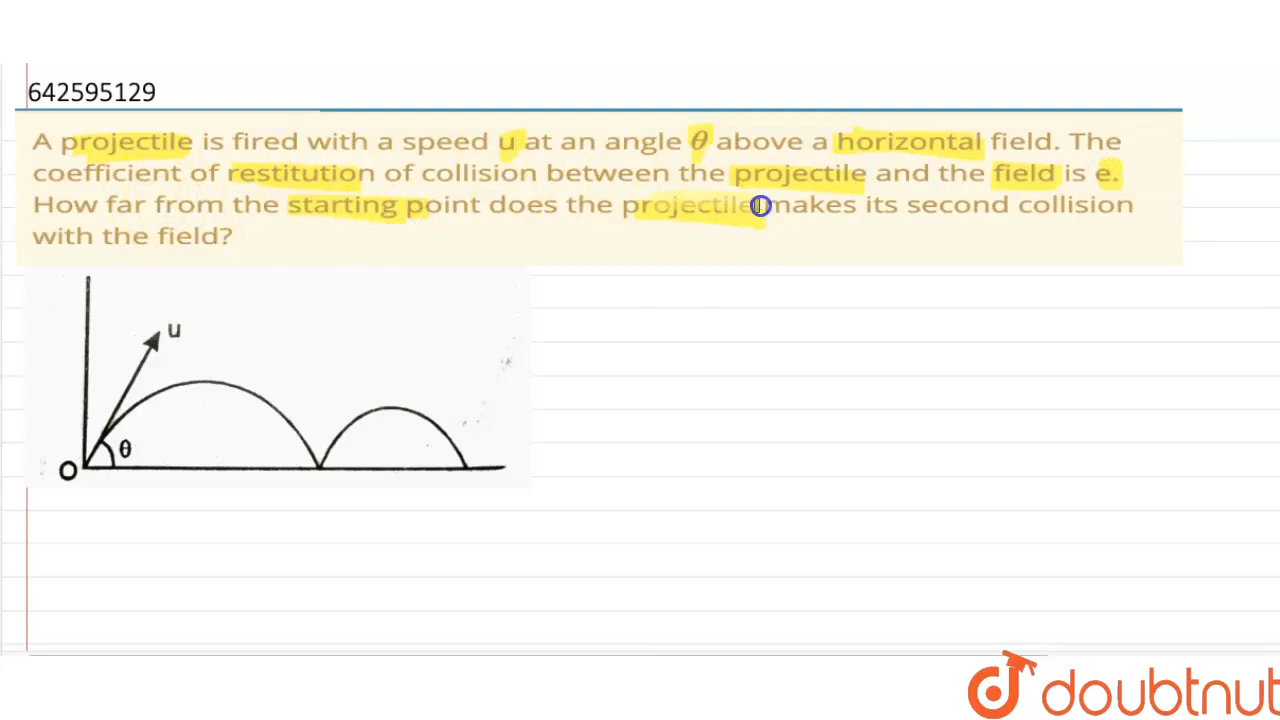 642595129
A projectile is fired with a speed u at an angle θ above a horizontal field. The
coefficient of restitution of collision between the projectile and the field is e.
How far from the starting point does the projectile makes its second collision
with the field?
u
θ
O
doubtnut